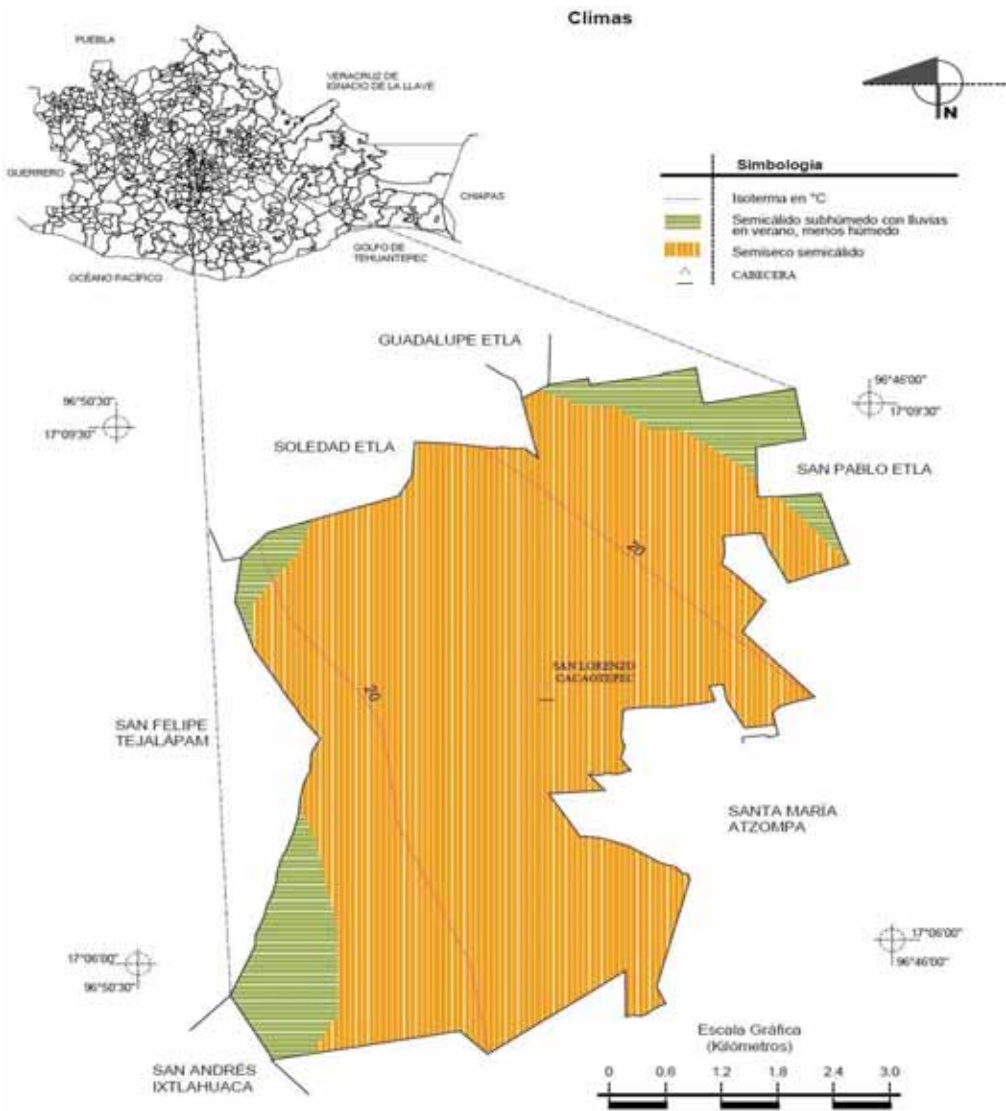 Climas
PUEBLA
VERACRUZ DE
IGNACIO DE LA LLAVE
GUERRERO
CHIAPAS
GOLFO DE
TEHUANTEPEC
OCÉANO PACÍFICO
N
Simbología
Isoterma en °C
Semicálido subhúmedo con lluvias
en verano, menos húmedo
Semiseco semicálido
CABECERA
GUADALUPE ETLA
96°50'30"
17°09'30"
96°46'00"
17°09'30"
SOLEDAD ETLA
SAN PABLO ETLA
20
SAN LORENZO
CACAOTEPEC
20
SAN FELIPE
TEJALÁPAM
SANTA MARÍA
ATZOMPA
17°06'00"
96°50'30"
17°06'00"
96°46'00"
SAN ANDRÉS
IXTLAHUACA
Escala Gráfica
(Kilómetros)
0 0.6 1.2 1.8 2.4 3.0